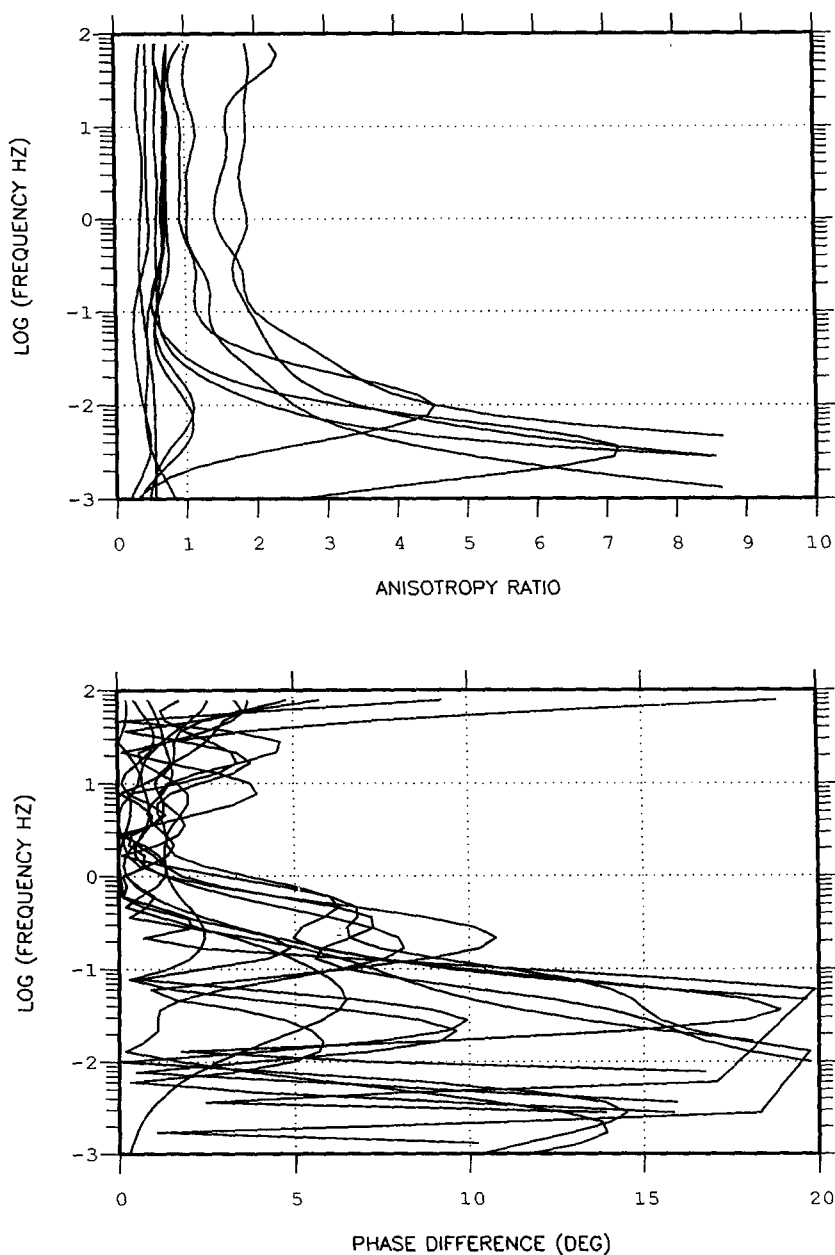 2
1
0
-1
-2
-3
LOG (FREQUENCY HZ)
0 1 2 3 4 5 6 7 8 9 10
ANISOTROPY RATIO
2
1
0
-1
-2
-3
LOG (FREQUENCY HZ)
0 5 10 15 20
PHASE DIFFERENCE (DEG)